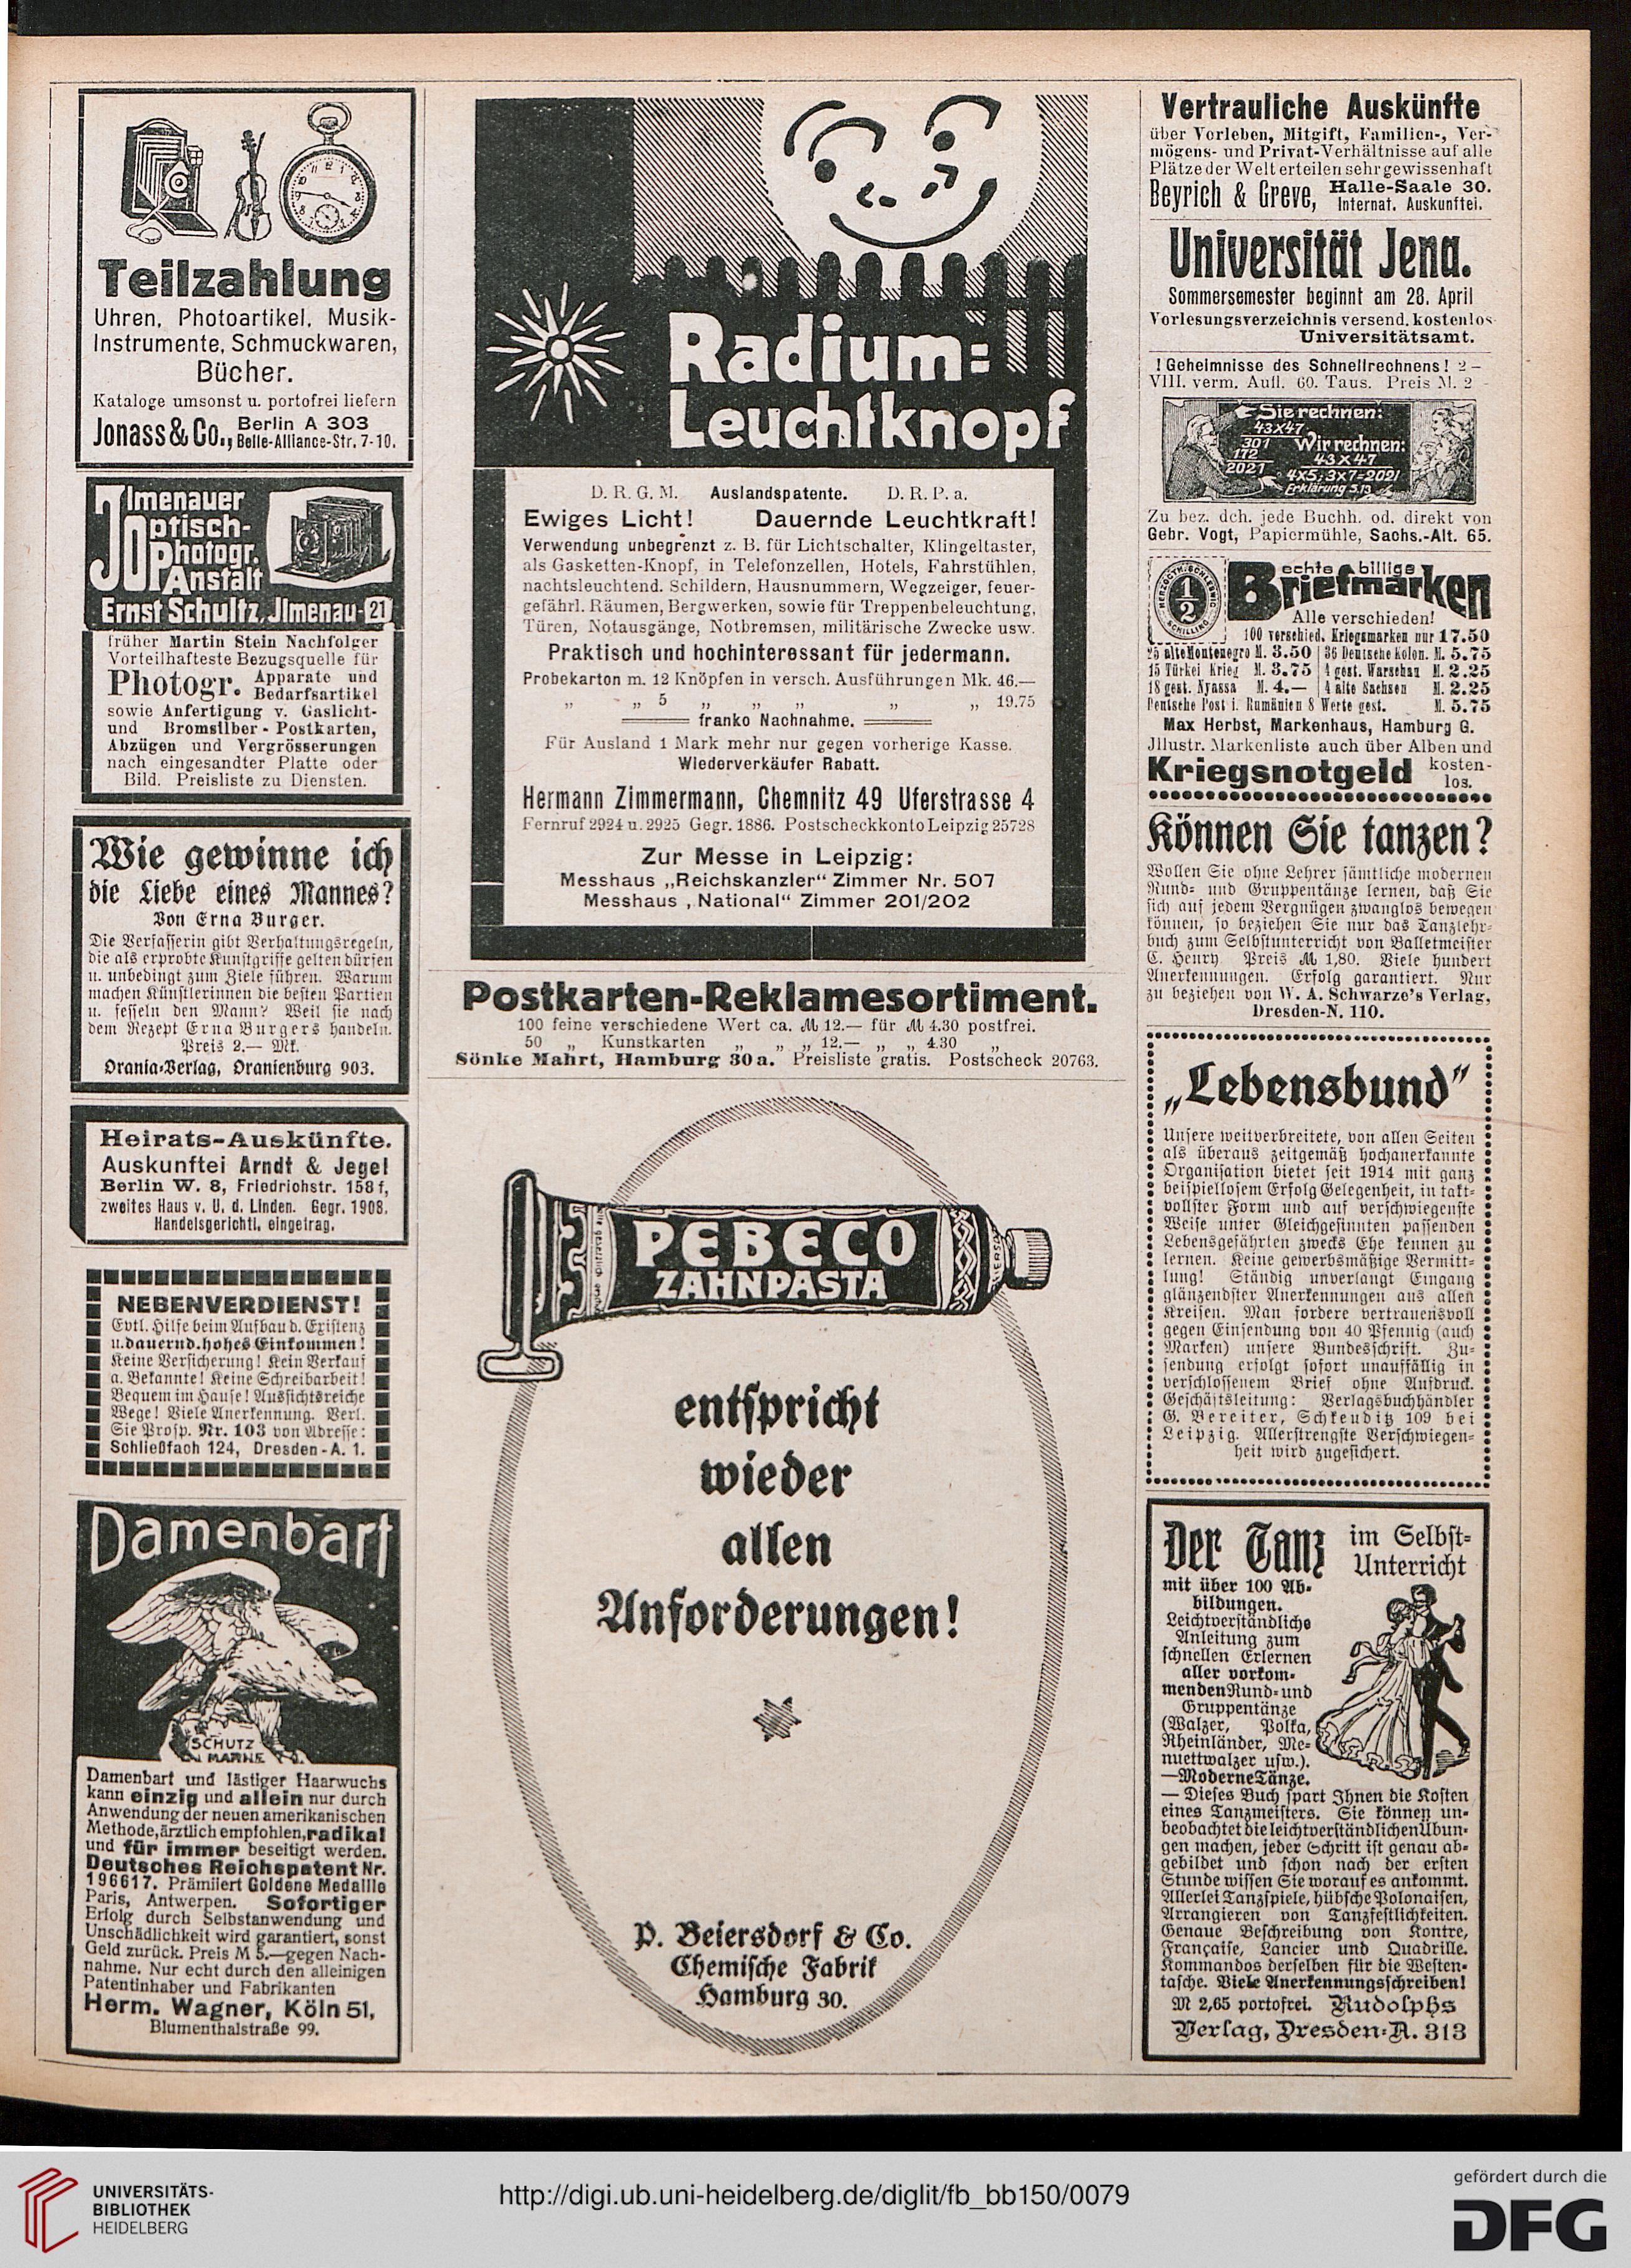 Teilzahlung
Uhren, Photoartikel, Musik-
Instrumente, Schmuckwaren,
Bücher.
Kataloge umsonst u. portofrei liefern
Jonass & Co., Berlin A 303
Belle-Alliance-Str. 7-10.
Jlmenauer
Optisch-
Photogr.
Anstalt
Ernst Schultz, Jlmenau-21
früher Martin Stein Nachfolger
Vorteilhafteste Bezugsquelle für
Photogr. Apparate und
Bedarfsartikel
sowie Anfertigung v. Gaslicht-
und Bromsilber-Postkarten,
Abzügen und Vergrösserungen
nach eingesandter Platte oder
Bild. Preisliste zu Diensten.
Wie gewinne ich
die Liebe eines Mannes?
Von Erna Burger.
Die Verfasserin gibt Verhaltungsregeln,
die als erprobte Kunstgriffe gelten dürfen
u. unbedingt zum Ziele führen. Warum
machen Künstlerinnen die besten Partien
u. fesseln den Mann? Weil sie nach
dem Rezept Erna Burgers handeln.
Preis 2.— Mk.
Orania-Verlag, Oranienburg 903.
Heirats-Auskünfte.
Auskunftei Arndt & Jegel
Berlin W. 8, Friedrichstr. 158 f,
zweites Haus v. U. d. Linden. Gegr. 1908.
Handelsgerichtl. eingetrag.
NEBENVERDIENST!
Evtl. Hilfe beim Aufbau d. Existenz
u. dauernd. hohes Einkommen!
Keine Versicherung! Kein Verkauf
a. Bekannte! Keine Schreibarbeit!
Bequem im Hause! Aussichtsreiche
Wege! Viele Anerkennung. Verl.
Sie Prosp. Nr. 103 von Adresse:
Schließfach 124, Dresden-A. 1.
Damenbart
SCHUTZ
MARKE
Damenbart und lästiger Haarwuchs
kann einzig und allein nur durch
Anwendung der neuen amerikanischen
Methode, ärztlich empfohlen, radikal
und für immer beseitigt werden.
Deutsches Reichspatent Nr.
196617. Prämiiert Goldene Medaille
Paris, Antwerpen. Sofortiger
Erfolg durch Selbstanwendung und
Unschädlichkeit wird garantiert, sonst
Geld zurück. Preis M 5.—gegen Nach-
nahme. Nur echt durch den alleinigen
Patentinhaber und Fabrikanten
Herm. Wagner, Köln 51,
Blumenthalstraße 99.
Radium-
Leuchtknopf
D. R. G. M. Auslandspatente. D. R. P. a.
Ewiges Licht! Dauernde Leuchtkraft!
Verwendung unbegrenzt z. B. für Lichtschalter, Klingeltaster,
als Gasketten-Knopf, in Telefonzellen, Hotels, Fahrstühlen,
nachtsleuchtend. Schildern, Hausnummern, Wegzeiger, feuer-
gefährl. Räumen, Bergwerken, sowie für Treppenbeleuchtung,
Türen, Notausgänge, Notbremsen, militärische Zwecke usw.
Praktisch und hochinteressant für jedermann.
Probekarton m. 12 Knöpfen in versch. Ausführungen Mk. 46.—
„ „ 5 „ „ „ „ „ 19.75
franko Nachnahme.
Für Ausland 1 Mark mehr nur gegen vorherige Kasse.
Wiederverkäufer Rabatt.
Hermann Zimmermann, Chemnitz 49 Uferstrasse 4
Fernruf 2924 u. 2925 Gegr. 1886. Postscheckkonto Leipzig 25728
Zur Messe in Leipzig:
Messhaus „Reichskanzler“ Zimmer Nr. 507
Messhaus „National“ Zimmer 201/202
Postkarten-Reklamesortiment.
100 feine verschiedene Wert ca. M 12.— für M 4.30 postfrei.
50 „ Kunstkarten „ „ „ 12.— „ „ 4.30 „
Sönke Mahrt, Hamburg 30 a. Preisliste gratis. Postscheck 20763.
PEBECO
ZAHNPASTA
entspricht
wieder
allen
Anforderungen!
P. Beiersdorf & Co.
Chemische Fabrik
Hamburg 30.
Vertrauliche Auskünfte
über Vorleben, Mitgift, Familien-, Ver-
mögens- und Privat-Verhältnisse auf alle
Plätze der Welt erteilen sehr gewissenhaft
Beyrich & Greve, Halle-Saale 30.
Internat. Auskunftei.
Universität Jena.
Sommersemester beginnt am 28. April
Vorlesungsverzeichnis versend. kostenlos
Universitätsamt.
! Geheimnisse des Schnellrechnens! 2–
VIII. verm. Aufl. 60. Taus. Preis M. 2 -
Sie rechnen:
43x47
301
172
2021
Wir rechnen:
43x47
4x5; 3x7=2021
Erklärung S.13
Zu bez. dch. jede Buchh. od. direkt von
Gebr. Vogt, Papiermühle, Sachs.-Alt. 65.
HERZOGTH. SCHLESWIG
1/2
SCHILLING
echte billige
Briefmarken
Alle verschieden!
100 verschied. Kriegsmarken nur 17.50
25 alte Montenegro M. 3.50 | 36 Deutsche Kolon. M. 5.75
15 Türkei Krieg M. 3.75 | 4 gest. Warschau M. 2.25
18 gest. Nyassa M. 4.— | 4 alte Sachsen M. 2.25
Deutsche Post i. Rumänien 8 Werte gest. M. 5.75
Max Herbst, Markenhaus, Hamburg G.
Jllustr. Markenliste auch über Alben und
Kriegsnotgeld kosten-
los.
Können Sie tanzen?
Wollen Sie ohne Lehrer sämtliche modernen
Rund- und Gruppentänze lernen, daß Sie
sich auf jedem Vergnügen zwanglos bewegen
können, so beziehen Sie nur das Tanzlehr-
buch zum Selbstunterricht von Balletmeister
C. Henry Preis M 1,80. Viele hundert
Anerkennungen. Erfolg garantiert. Nur
zu beziehen von W. A. Schwarze's Verlag,
Dresden-N. 110.
„Lebensbund“
Unsere weitverbreitete, von allen Seiten
als überaus zeitgemäß hochanerkannte
Organisation bietet seit 1914 mit ganz
beispiellosem Erfolg Gelegenheit, in takt-
vollster Form und auf verschwiegenste
Weise unter Gleichgesinnten passenden
Lebensgefährten zwecks Ehe kennen zu
lernen. Keine gewerbsmäßige Vermitt-
lung! Ständig unverlangt Eingang
glänzendster Anerkennungen aus allen
Kreisen. Man fordere vertrauensvoll
gegen Einsendung von 40 Pfennig (auch
Marken) unsere Bundesschrift. Zu-
sendung erfolgt sofort unauffällig in
verschlossenem Brief ohne Aufdruck.
Geschäftsleitung: Verlagsbuchhändler
G. Bereiter, Schkeuditz 109 bei
Leipzig. Allerstrengste Verschwiegen-
heit wird zugesichert.
Der Tanz im Selbst-
Unterricht
mit über 100 Ab-
bildungen.
Leichtverständliche
Anleitung zum
schnellen Erlernen
aller vorkom-
menden Rund- und
Gruppentänze
(Walzer, Polka,
Rheinländer, Me-
nuettwalzer usw.).
—Moderne Tänze.
— Dieses Buch spart Ihnen die Kosten
eines Tanzmeisters. Sie können un-
beobachtet die leichtverständlichen Übun-
gen machen, jeder Schritt ist genau ab-
gebildet und schon nach der ersten
Stunde wissen Sie worauf es ankommt.
Allerlei Tanzspiele, hübsche Polonaisen,
Arrangieren von Tanzfestlichkeiten.
Genaue Beschreibung von Kontre,
Française, Lancier und Quadrille.
Kommandos derselben für die Westen-
tasche. Viele Anerkennungsschreiben!
M 2,65 portofrei. Rudolphs
Verlag, Dresden-A. 313
UNIVERSITÄTS-
BIBLIOTHEK
HEIDELBERG
http://digi.ub.uni-heidelberg.de/diglit/fb_bb150/0079
gefördert durch die
DFG